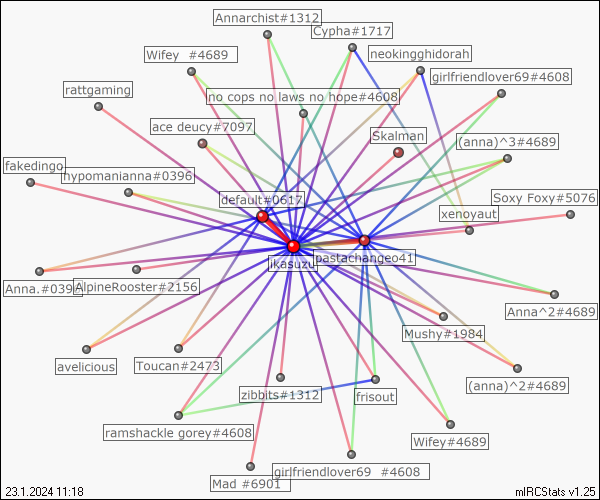 Annarchist#1312
Cypha#1717
Wifey  #4689
neokingghidorah
girlfriendlover69#4608
rattgaming
no cops no laws no hope#4608
ace deucy#7097
Skalman
(anna)^3#4689
fakedingo
hypomanianna#0396
default#0617
Soxy Foxy#5076
xenoyaut
ikasuzu
pastachangeo41
Anna.#0396
AlpineRooster#2156
Anna^2#4689
Mushy#1984
avelicious
Toucan#2473
(anna)^2#4689
zibbits#1312
frisout
ramshackle gorey#4608
Wifey#4689
girlfriendlover69  #4608
Mad #6901
23.1.2024 11:18
mIRCStats v1.25